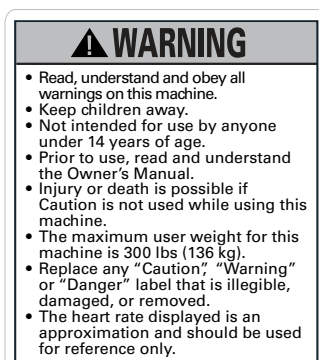 WARNING
• Read, understand and obey all
warnings on this machine.
• Keep children away.
• Not intended for use by anyone
under 14 years of age.
• Prior to use, read and understand
the Owner's Manual.
• Injury or death is possible if
Caution is not used while using this
machine.
• The maximum user weight for this
machine is 300 lbs (136 kg).
• Replace any “Caution”, “Warning”
or “Danger” label that is illegible,
damaged, or removed.
• The heart rate displayed is an
approximation and should be used
for reference only.